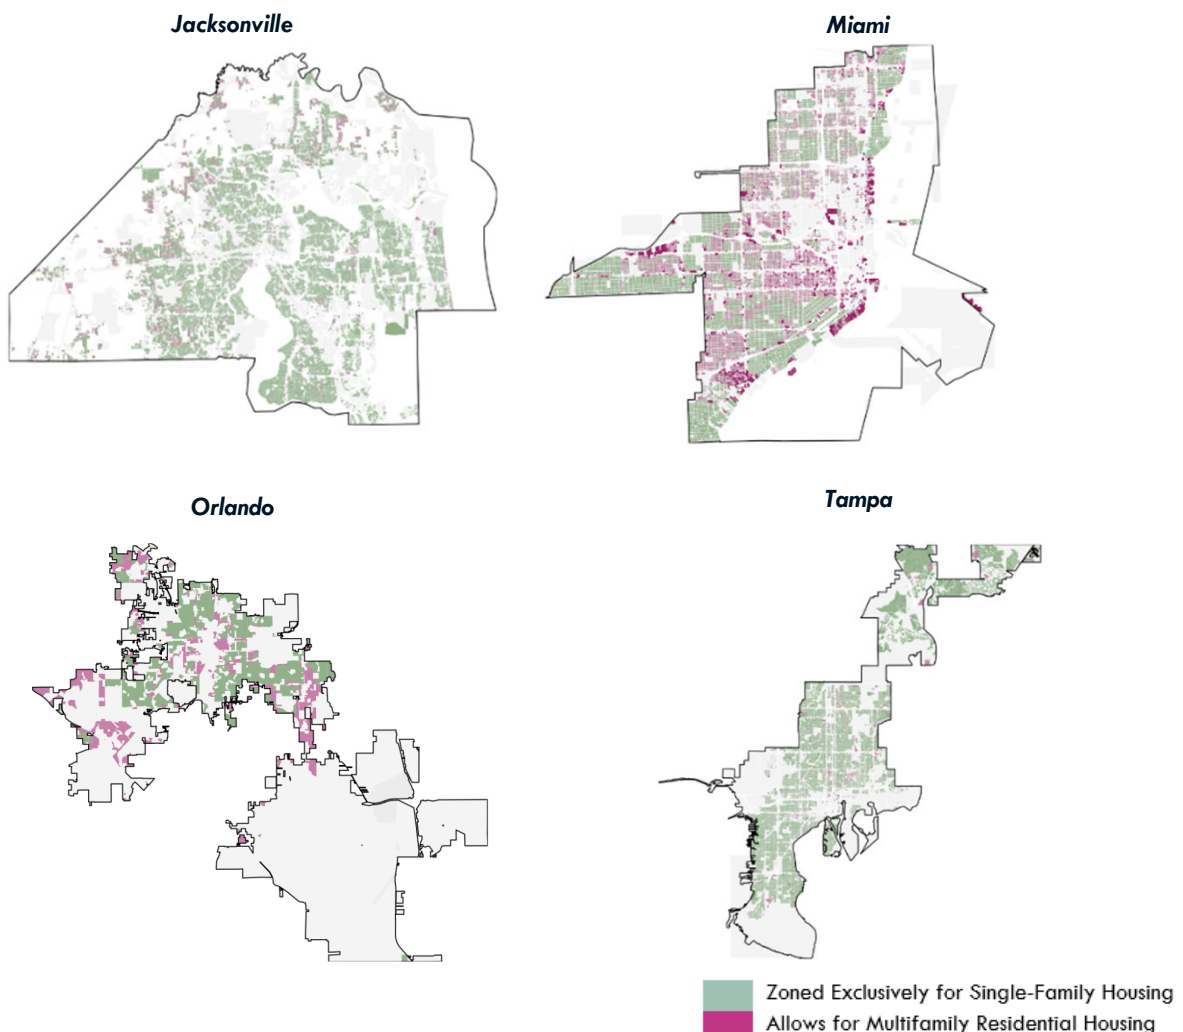 Jacksonville
Miami
Orlando
Tampa
Zoned Exclusively for Single-Family Housing
Allows for Multifamily Residential Housing